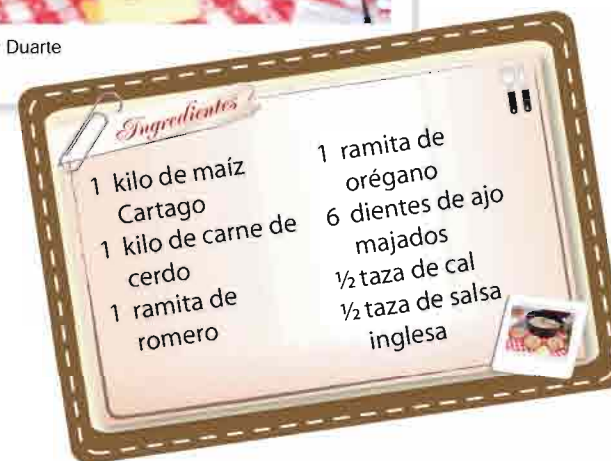 Duarte
Ingredientes
1 kilo de maíz
Cartago
1 kilo de carne de
cerdo
1 ramita de
romero
1 ramita de
orégano
6 dientes de ajo
majados
½ taza de cal
½ taza de salsa
inglesa